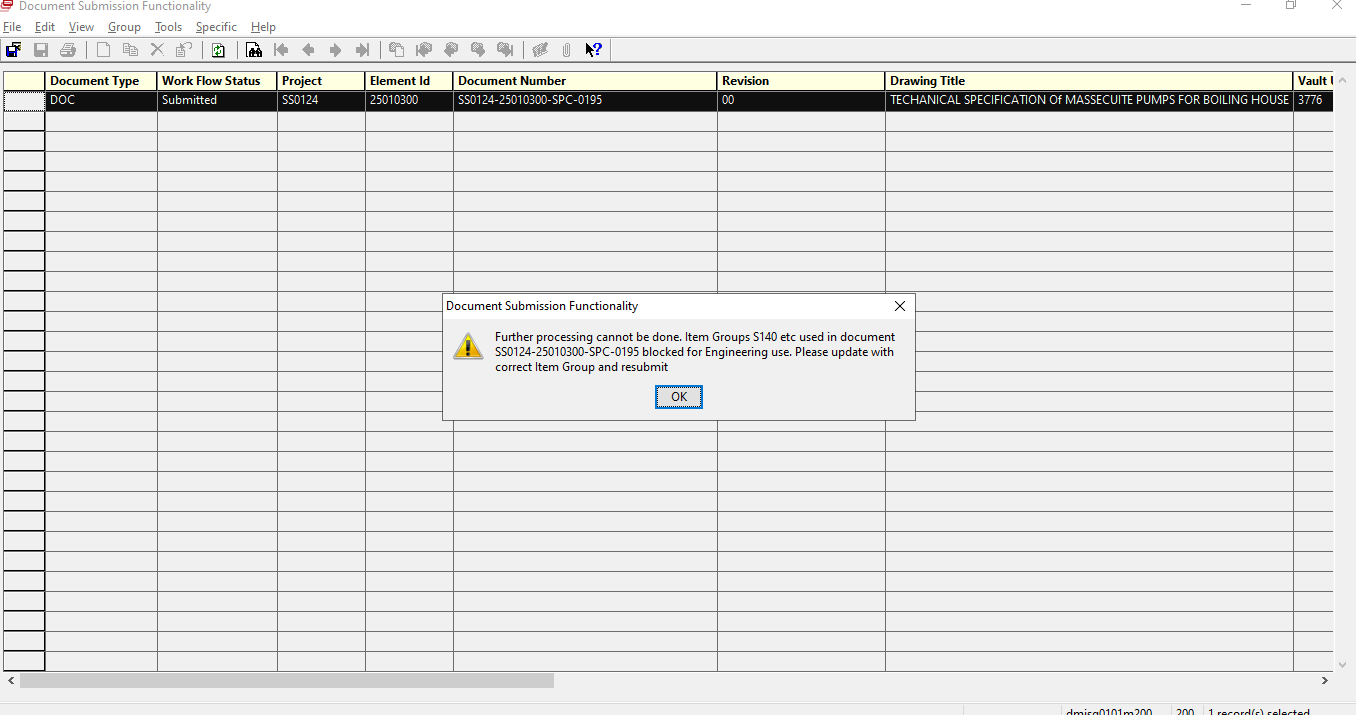 Document Submission Functionality
File Edit View Group Tools Specific Help
Document Type Work Flow Status Project Element Id Document Number Revision Drawing Title Vault
DOC Submitted SS0124 25010300 SS0124-25010300-SPC-0195 00 TECHANICAL SPECIFICATION Of MASSECUITE PUMPS FOR BOILING HOUSE 3776
Document Submission Functionality
Further processing cannot be done. Item Groups S140 etc used in document
SS0124-25010300-SPC-0195 blocked for Engineering use. Please update with
correct Item Group and resubmit
OK
dmisg0101m200 200 1 record(s) selected